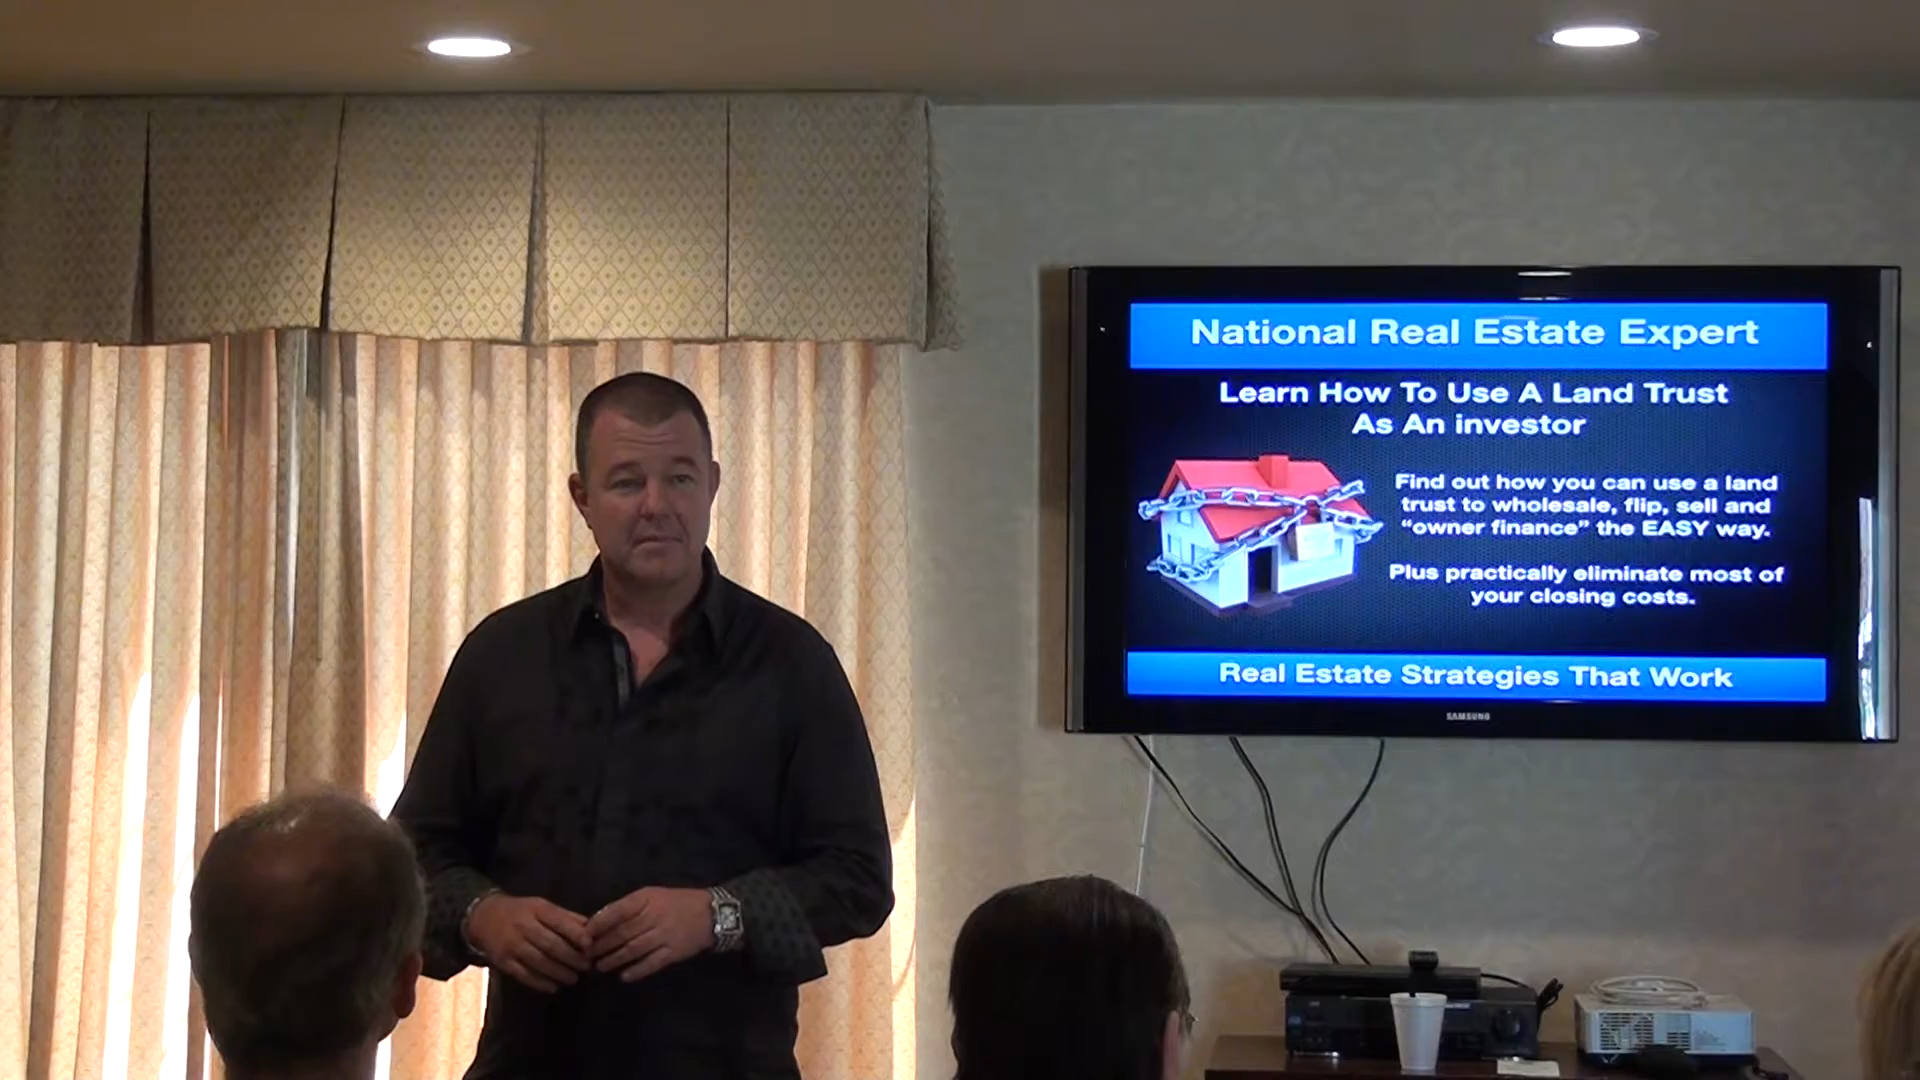 National Real Estate Expert
Learn How To Use A Land Trust
As An investor
Find out how you can use a land
trust to wholesale, flip, sell and
“owner finance” the EASY way.
Plus practically eliminate most of
your closing costs.
Real Estate Strategies That Work
SAMSUNG